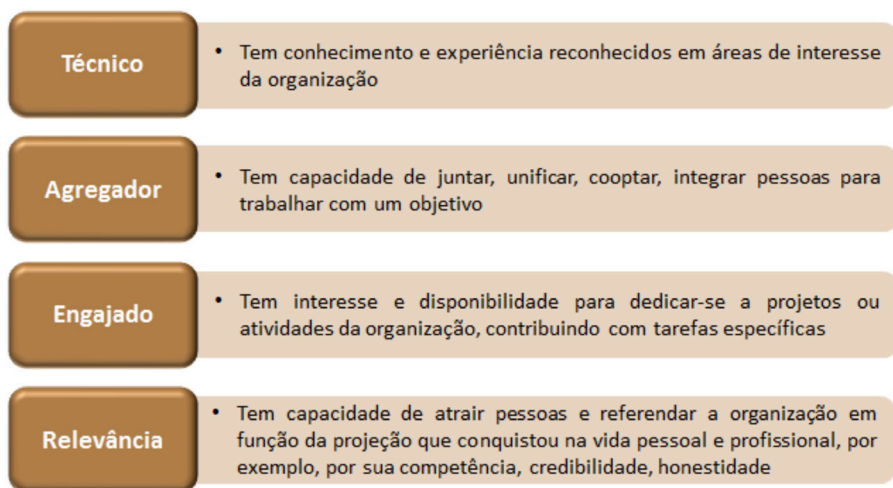 Técnico
• Tem conhecimento e experiência reconhecidos em áreas de interesse
da organização
Agregador
• Tem capacidade de juntar, unificar, cooptar, integrar pessoas para
trabalhar com um objetivo
Engajado
• Tem interesse e disponibilidade para dedicar-se a projetos ou
atividades da organização, contribuindo com tarefas específicas
Relevância
• Tem capacidade de atrair pessoas e referendar a organização em
função da projeção que conquistou na vida pessoal e profissional, por
exemplo, por sua competência, credibilidade, honestidade